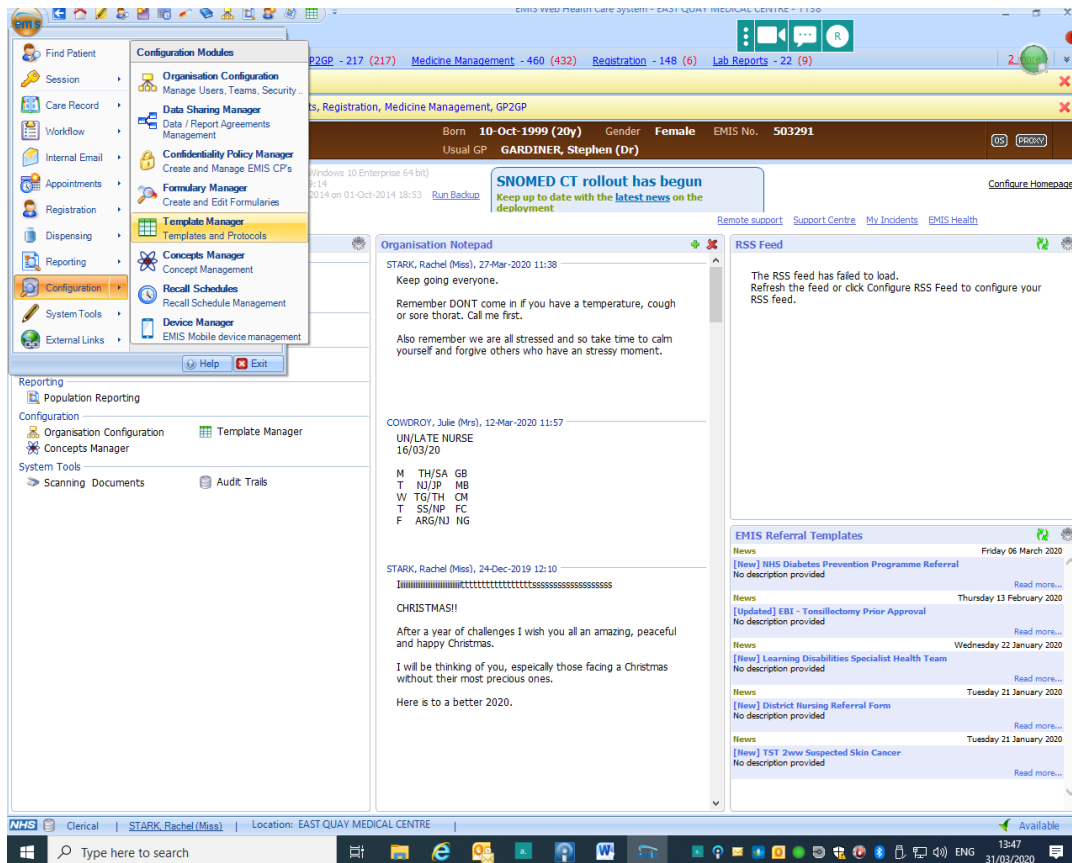 EMIS Web Health Care System - EAST QUAY MEDICAL CENTRE - 1138
emis
R
P2GP - 217 (217) Medicine Management - 460 (432) Registration - 148 (6) Lab Reports - 22 (9) 2 more
ts, Registration, Medicine Management, GP2GP
Born 10-Oct-1999 (20y) Gender Female EMIS No. 503291
Usual GP GARDINER, Stephen (Dr)
OS PROXY
Find Patient
Session
Care Record
Workflow
Internal Email
Appointments
Registration
Dispensing
Reporting
Configuration
System Tools
External Links
Help Exit
Configuration Modules
Organisation Configuration
Manage Users, Teams, Security ..
Data Sharing Manager
Data / Report Agreements
Management
Confidentiality Policy Manager
Create and Manage EMIS CP's
Formulary Manager
Create and Edit Formularies
Template Manager
Templates and Protocols
Concepts Manager
Concept Management
Recall Schedules
Recall Schedule Management
Device Manager
EMIS Mobile device management
Windows 10 Enterprise 64 bit)
9:14
2014 on 01-Oct-2014 18:53 Run Backup
SNOMED CT rollout has begun
Keep up to date with the latest news on the
deployment
Configure Homepage
Remote support Support Centre My Incidents EMIS Health
Reporting
Population Reporting
Configuration
Organisation Configuration Template Manager
Concepts Manager
System Tools
Scanning Documents Audit Trails
Organisation Notepad
STARK, Rachel (Miss), 27-Mar-2020 11:38
Keep going everyone.
Remember DONT come in if you have a temperature, cough
or sore thorat. Call me first.
Also remember we are all stressed and so take time to calm
yourself and forgive others who have an stressy moment.
COWDROY, Julie (Mrs), 12-Mar-2020 11:57
UN/LATE NURSE
16/03/20
M TH/SA GB
T NJ/JP MB
W TG/TH CM
T SS/NP FC
F ARG/NJ NG
STARK, Rachel (Miss), 24-Dec-2019 12:10
CHRISTMAS!!
After a year of challenges I wish you all an amazing, peaceful
and happy Christmas.
I will be thinking of you, espeically those facing a Christmas
without their most precious ones.
Here is to a better 2020.
RSS Feed
The RSS feed has failed to load.
Refresh the feed or click Configure RSS Feed to configure your
RSS feed.
EMIS Referral Templates
News Friday 06 March 2020
[New] NHS Diabetes Prevention Programme Referral
No description provided
Read more...
News Thursday 13 February 2020
[Updated] EBI - Tonsillectomy Prior Approval
No description provided
Read more...
News Wednesday 22 January 2020
[New] Learning Disabilities Specialist Health Team
No description provided
Read more...
News Tuesday 21 January 2020
[New] District Nursing Referral Form
No description provided
Read more...
News Tuesday 21 January 2020
[New] TST 2ww Suspected Skin Cancer
No description provided
Read more...
NHS Clerical | STARK, Rachel (Miss) | Location: EAST QUAY MEDICAL CENTRE | Available
Type here to search
ENG
13:47
31/03/2020